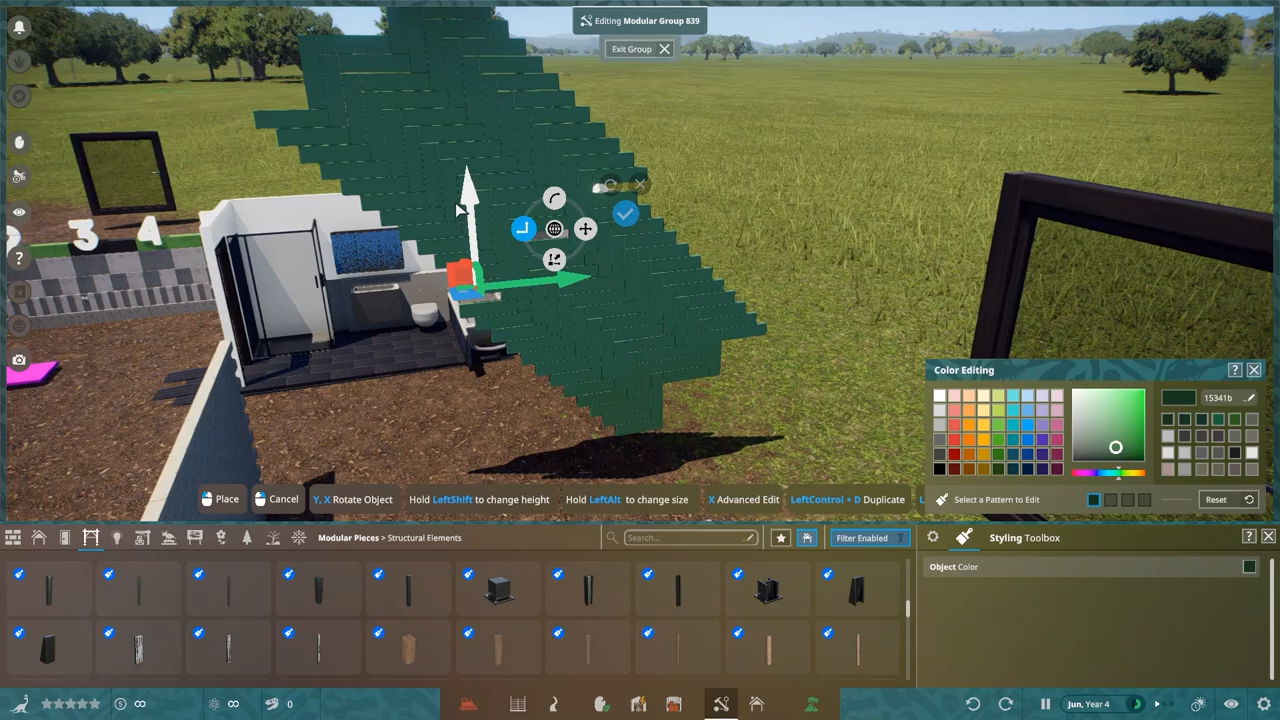 Editing Modular Group 839
Exit Group
3 4
Color Editing
?
15341b
Select a Pattern to Edit
Reset
Place
Cancel
Y, X Rotate Object
Hold LeftShift to change height
Hold LeftAlt to change size
X Advanced Edit
LeftControl + D Duplicate
Modular Pieces > Structural Elements
Search...
Filter Enabled
Styling Toolbox
?
Object Color
?
∞
∞
0
Jun, Year 4